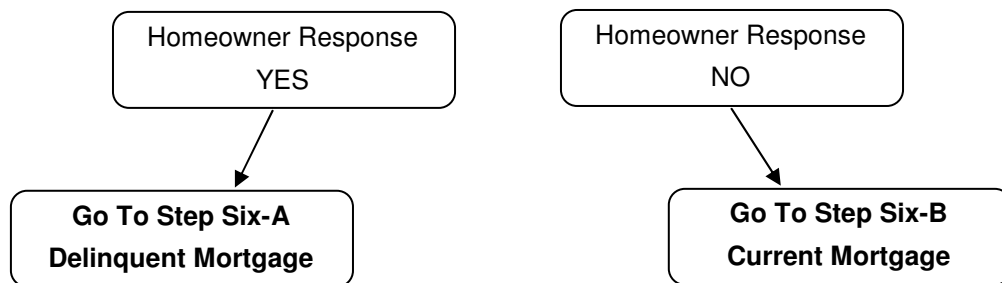 Homeowner Response
YES
Homeowner Response
NO
Go To Step Six-A
Delinquent Mortgage
Go To Step Six-B
Current Mortgage